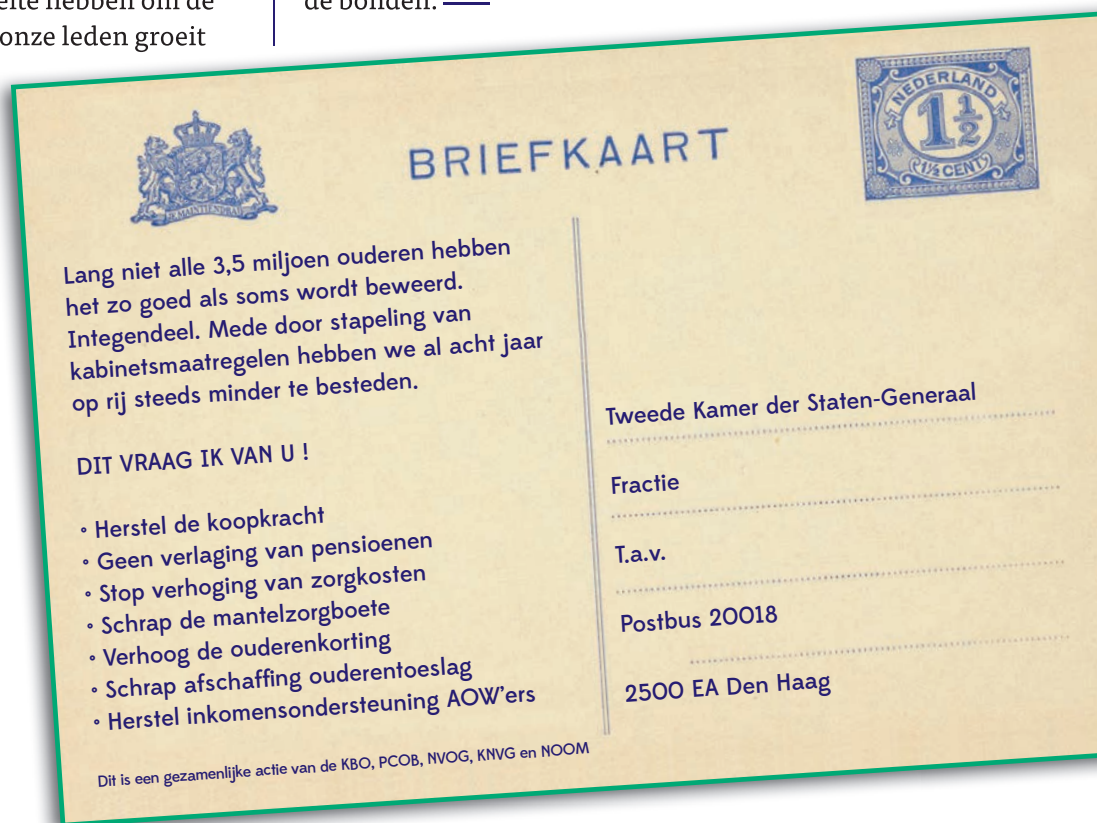 hebben om de
onze leden groeit
de bonden.
BRIEFKAART
NEDERLAND
1½
1½ CENT
Lang niet alle 3,5 miljoen ouderen hebben
het zo goed als soms wordt beweerd.
Integendeel. Mede door stapeling van
kabinetsmaatregelen hebben we al acht jaar
op rij steeds minder te besteden.
DIT VRAAG IK VAN U !
◦ Herstel de koopkracht
◦ Geen verlaging van pensioenen
◦ Stop verhoging van zorgkosten
◦ Schrap de mantelzorgboete
◦ Verhoog de ouderenkorting
◦ Schrap afschaffing ouderentoeslag
◦ Herstel inkomensondersteuning AOW'ers
Dit is een gezamenlijke actie van de KBO, PCOB, NVOG, KNVG en NOOM
Tweede Kamer der Staten-Generaal
Fractie
T.a.v.
Postbus 20018
2500 EA Den Haag